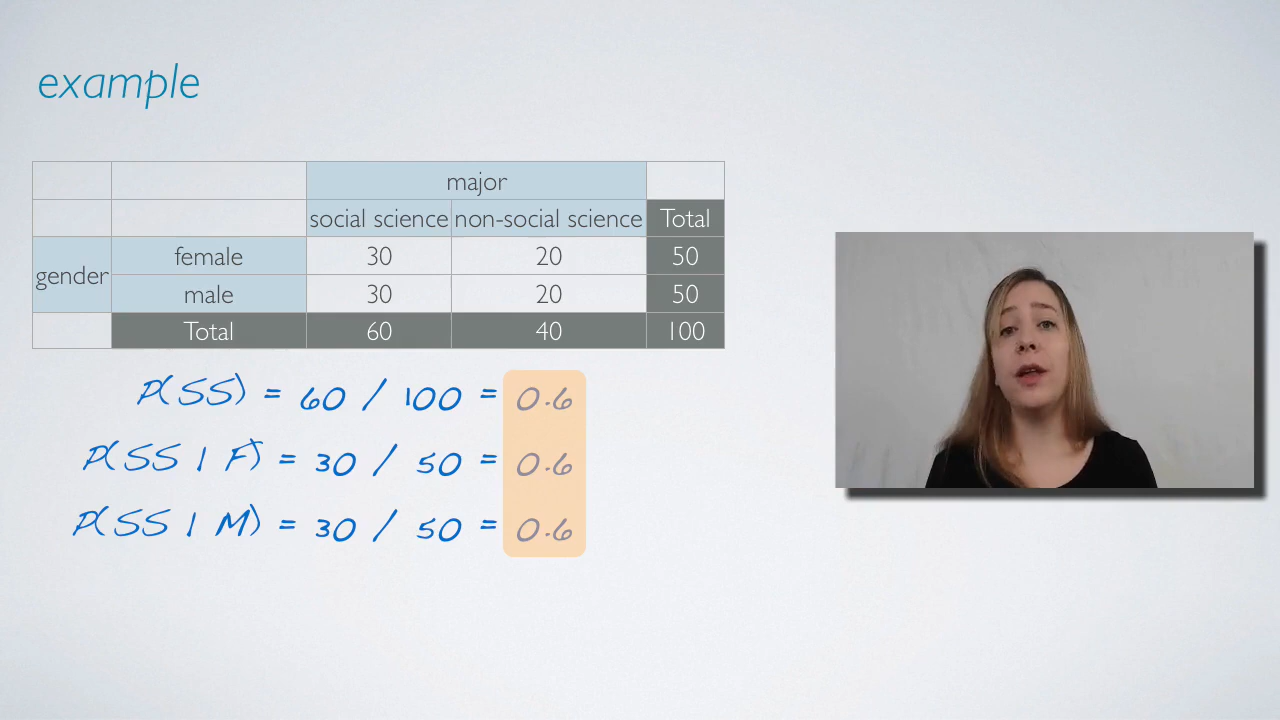 example
major
social science non-social science Total
gender
female 30 20 50
male 30 20 50
Total 60 40 100
P(SS) = 60 / 100 = 0.6
P(SS | F) = 30 / 50 = 0.6
P(SS | M) = 30 / 50 = 0.6